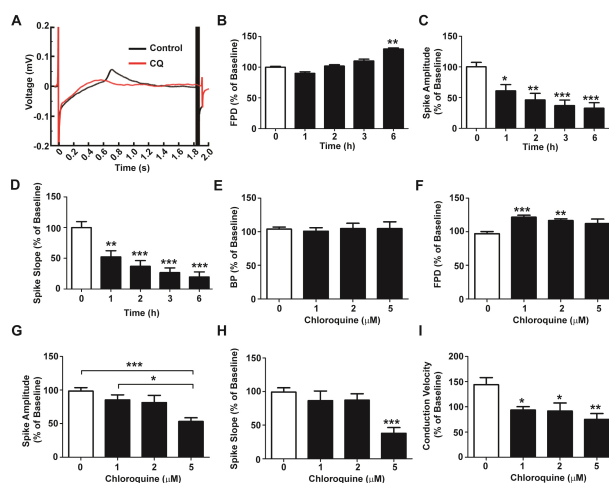 A
Control
CQ
Voltage (mV)
0.2
0.1
0
-0.1
-0.2
0 0.2 0.4 0.6 0.8 1.0 1.2 1.4 1.6 1.8 2.0
Time (s)
B
FPD (% of Baseline)
150
100
50
**
0 1 2 3 6
Time (h)
C
Spike Amplitude (% of Baseline)
150
100
50
* ** *** ***
0 1 2 3 6
Time (h)
D
Spike Slope (% of Baseline)
150
100
50
0
** *** *** ***
0 1 2 3 6
Time (h)
E
BP (% of Baseline)
150
100
50
0 1 2 5
Chloroquine (µM)
F
FPD (% of Baseline)
150
100
50
*** **
0 1 2 5
Chloroquine (µM)
G
Spike Amplitude (% of Baseline)
150
100
50
0
***
*
0 1 2 5
Chloroquine (µM)
H
Spike Slope (% of Baseline)
150
100
50
0
***
0 1 2 5
Chloroquine (µM)
I
Conduction Velocity (% of Baseline)
200
150
100
50
0
* * **
0 1 2 5
Chloroquine (µM)